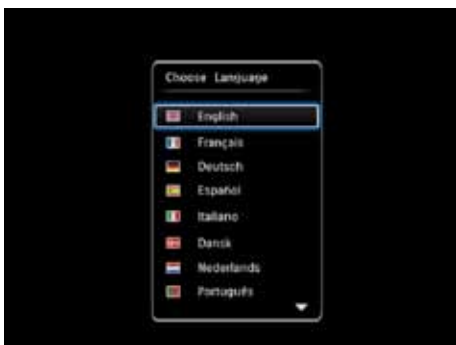 Choose Language
English
Français
Deutsch
Español
Italiano
Dansk
Nederlands
Português